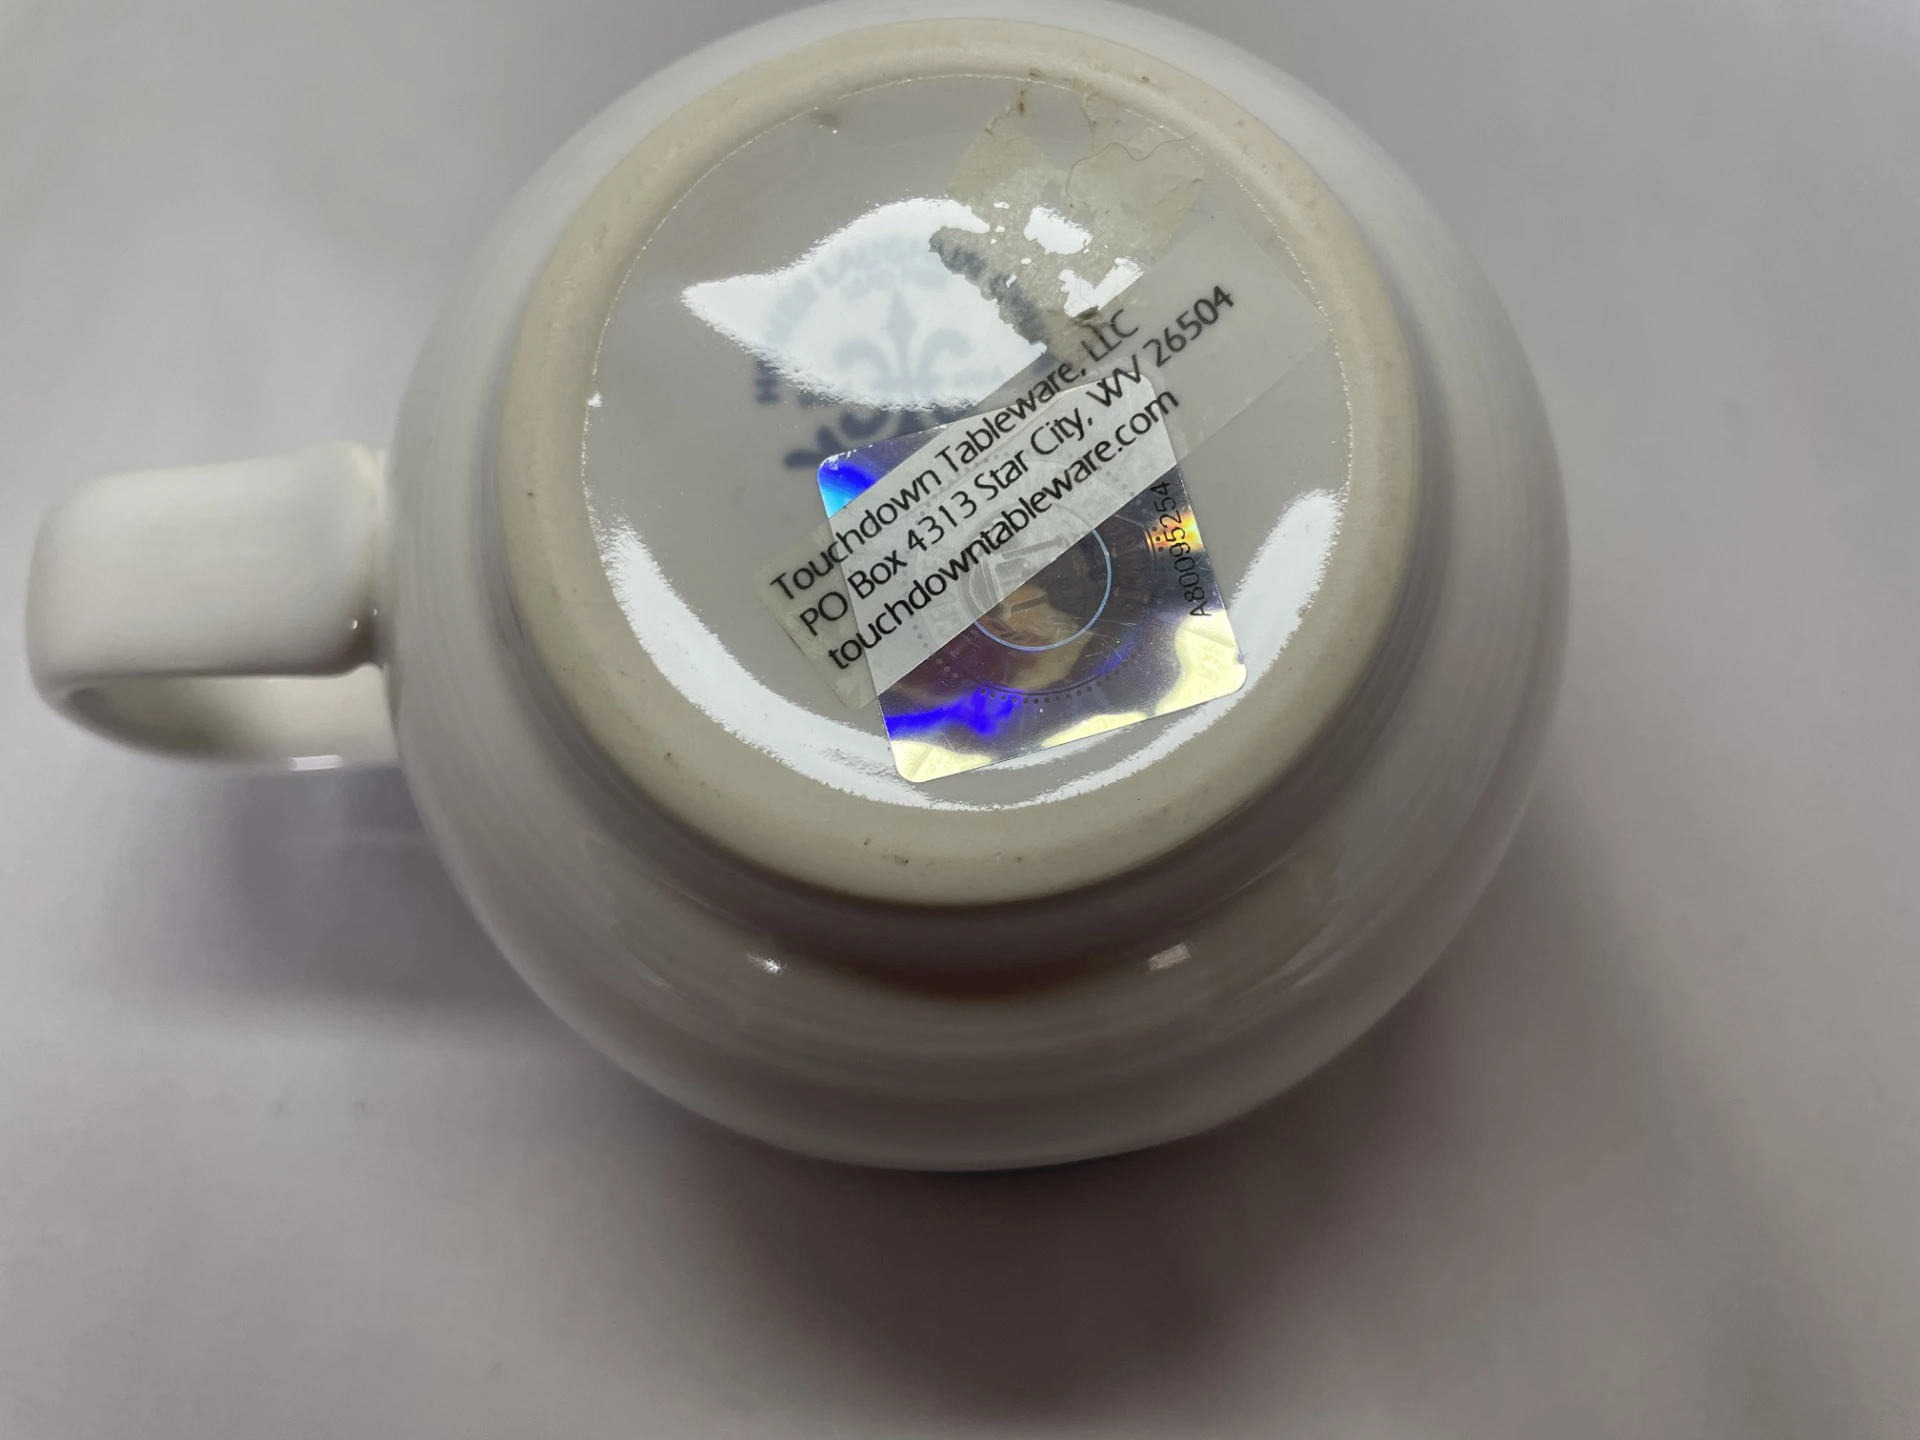 Touchdown Tableware, LLC
PO Box 4313 Star City, WV 26504
touchdowntableware.com
A80095254